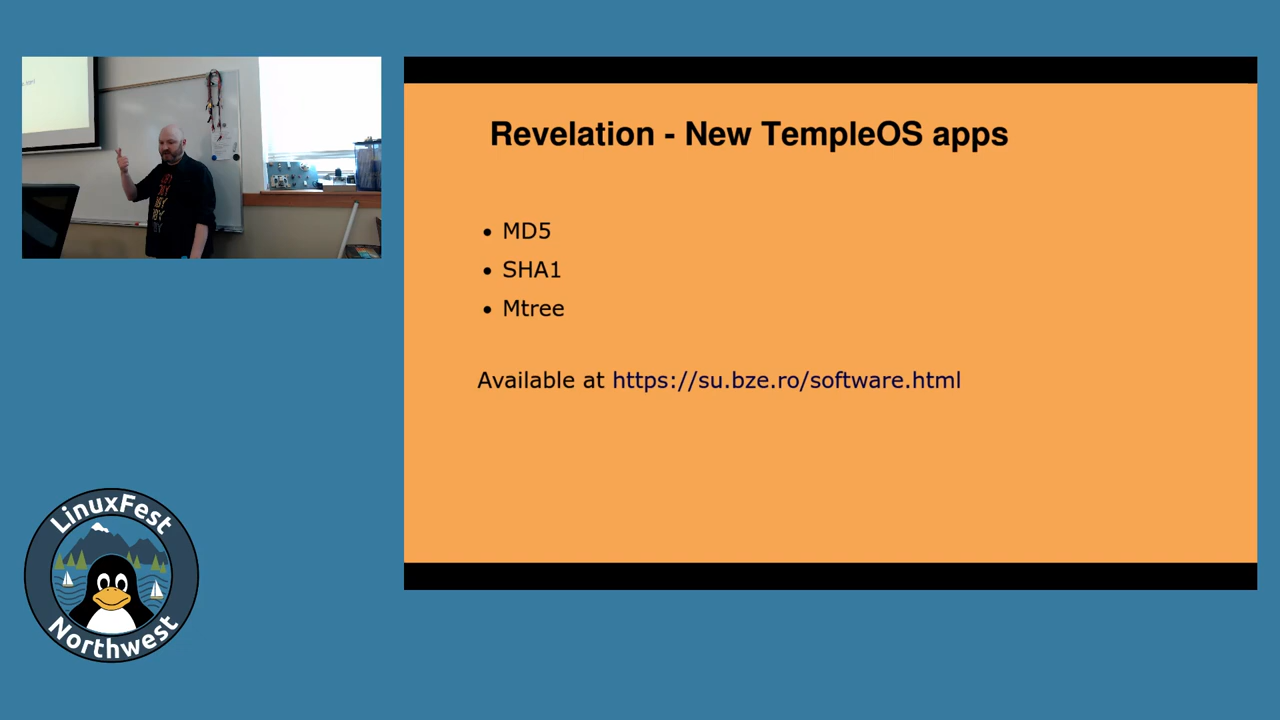 Revelation - New TempleOS apps
MD5
SHA1
Mtree
Available at https://su.bze.ro/software.html
LinuxFest
Northwest